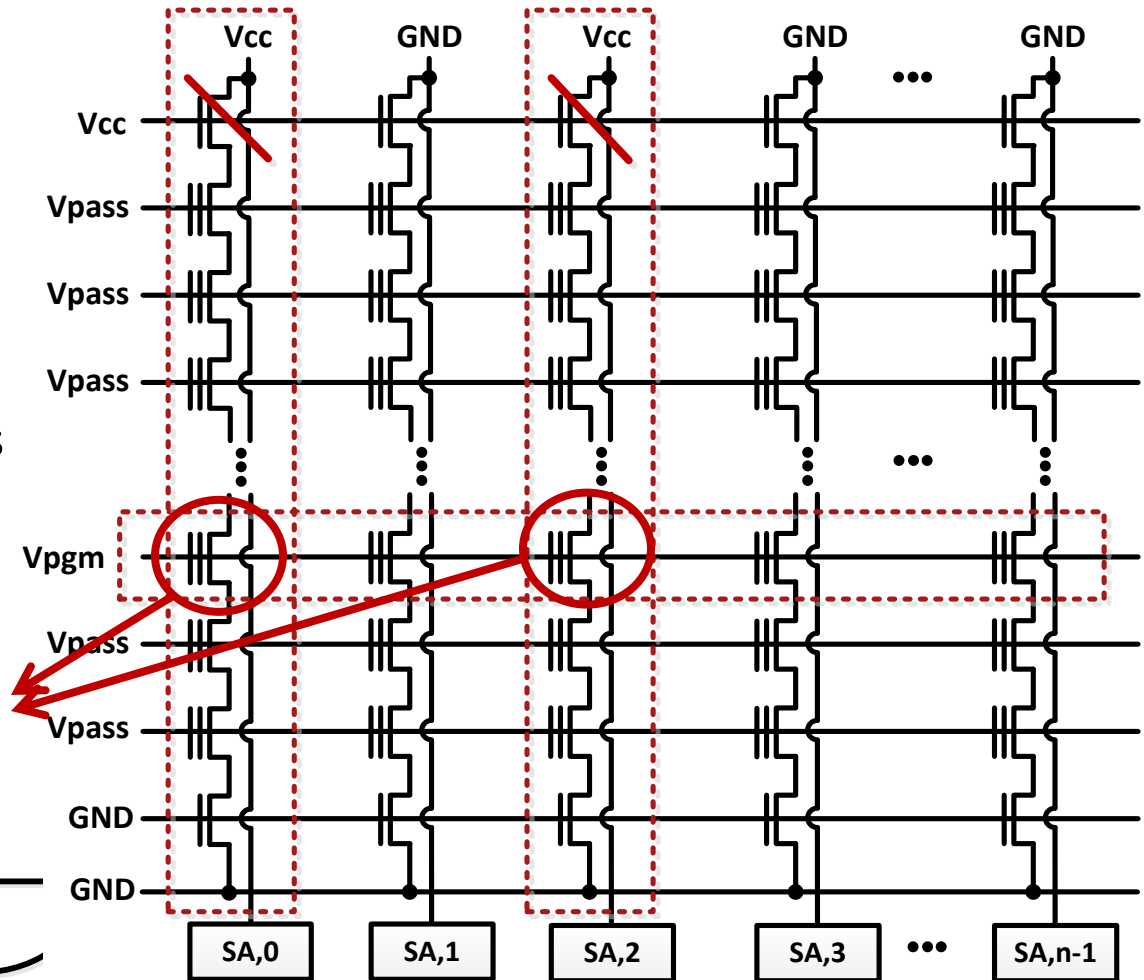 Vcc GND Vcc GND GND
Vcc
Vpass
Vpass
Vpass
Vpgm
Vpass
Vpass
GND
GND
SA,0 SA,1 SA,2 SA,3 SA,n-1